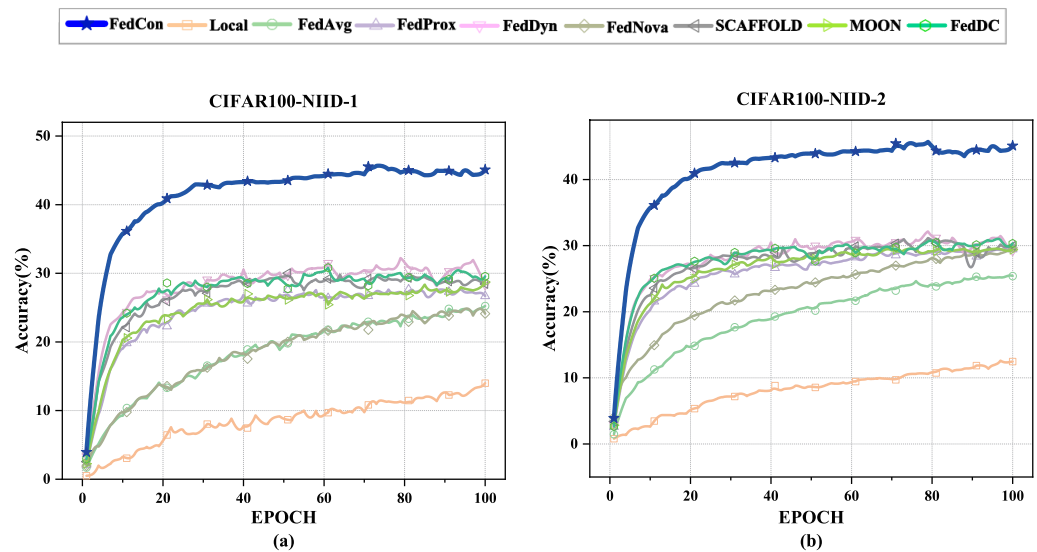 FedCon Local FedAvg FedProx FedDyn FedNova SCAFFOLD MOON FedDC
CIFAR100-NIID-1
50
40
30
20
10
0
Accuracy(%)
0 20 40 60 80 100
EPOCH
(a)
CIFAR100-NIID-2
40
30
20
10
0
Accuracy(%)
0 20 40 60 80 100
EPOCH
(b)